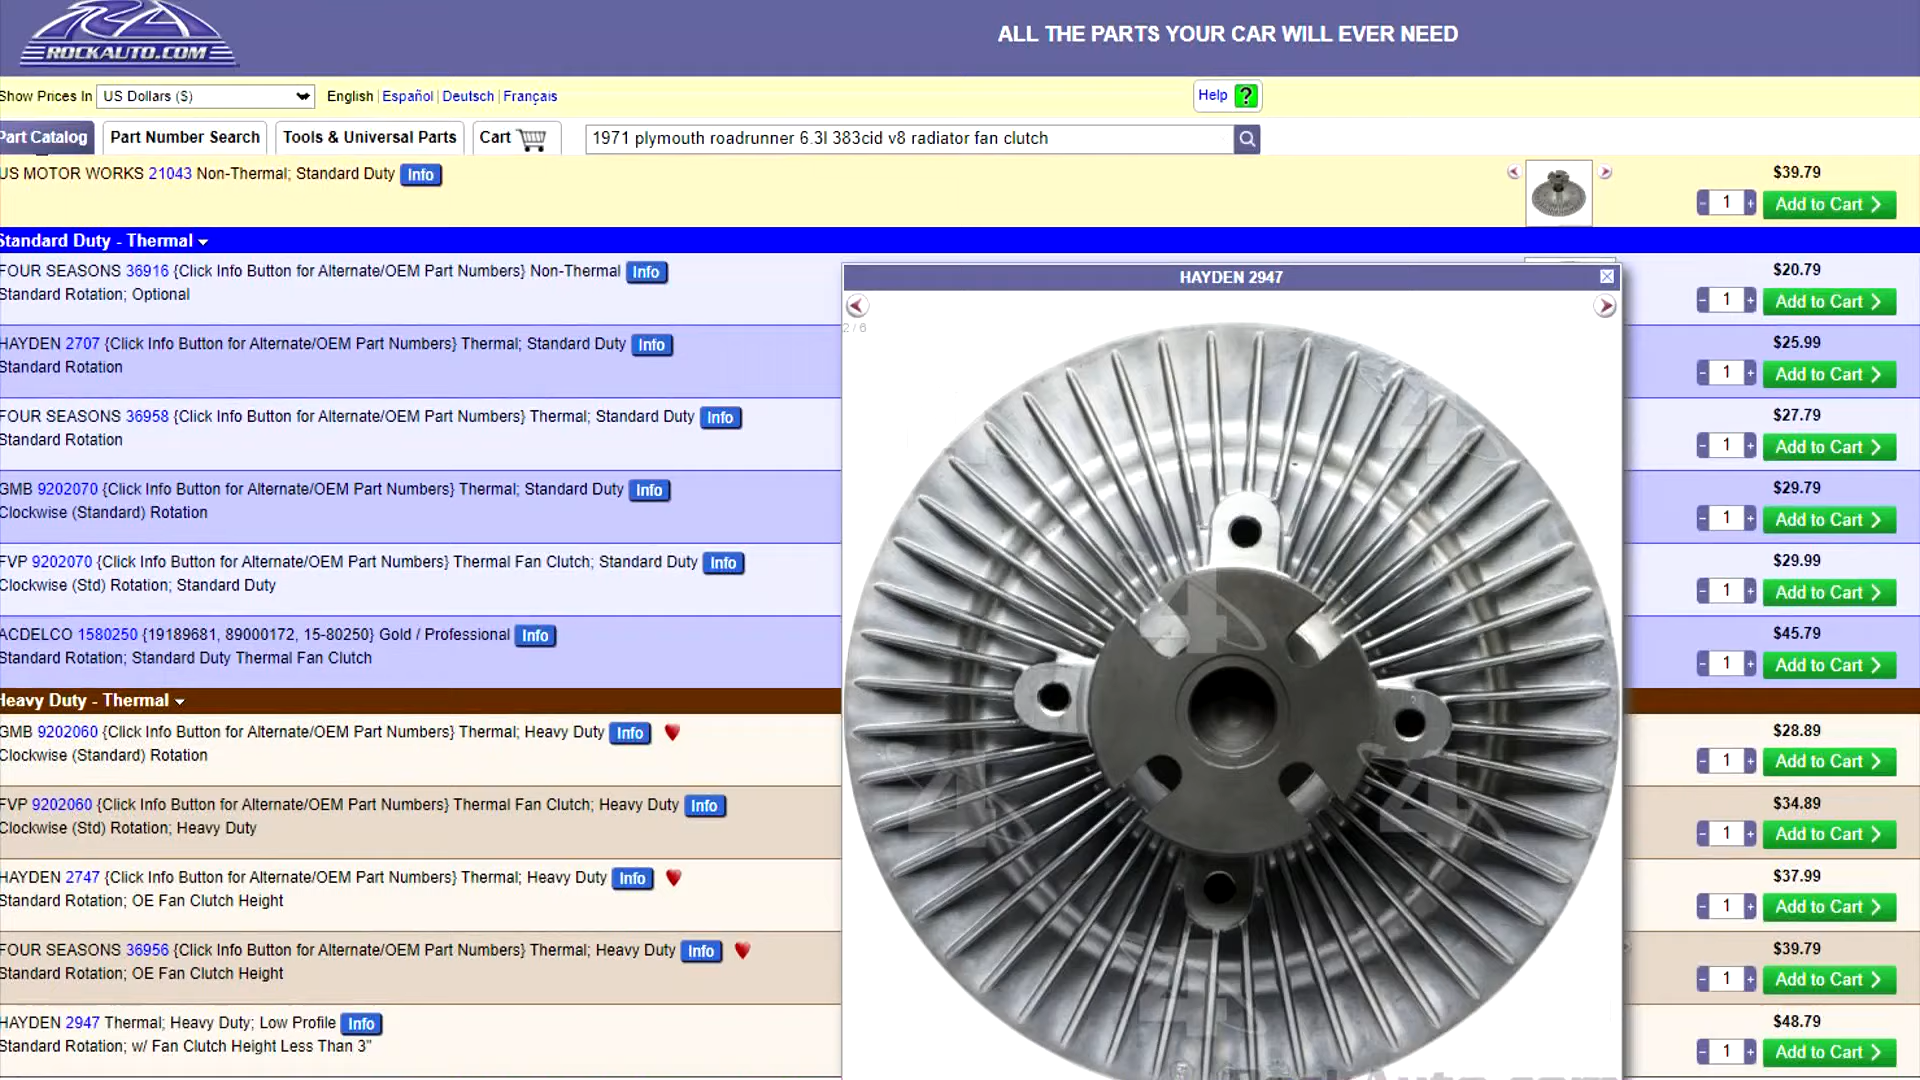 RA
ROCKAUTO.COM
ALL THE PARTS YOUR CAR WILL EVER NEED
Show Prices In US Dollars ($) English | Español | Deutsch | Français Help ?
Part Catalog Part Number Search Tools & Universal Parts Cart 1971 plymouth roadrunner 6.3l 383cid v8 radiator fan clutch
US MOTOR WORKS 21043 Non-Thermal; Standard Duty Info $39.79
- 1 + Add to Cart
Standard Duty - Thermal
FOUR SEASONS 36916 {Click Info Button for Alternate/OEM Part Numbers} Non-Thermal Info $20.79
Standard Rotation; Optional - 1 + Add to Cart
HAYDEN 2947
2 / 6
HAYDEN 2707 {Click Info Button for Alternate/OEM Part Numbers} Thermal; Standard Duty Info $25.99
Standard Rotation - 1 + Add to Cart
FOUR SEASONS 36958 {Click Info Button for Alternate/OEM Part Numbers} Thermal; Standard Duty Info $27.79
Standard Rotation - 1 + Add to Cart
GMB 9202070 {Click Info Button for Alternate/OEM Part Numbers} Thermal; Standard Duty Info $29.79
Clockwise (Standard) Rotation - 1 + Add to Cart
FVP 9202070 {Click Info Button for Alternate/OEM Part Numbers} Thermal Fan Clutch; Standard Duty Info $29.99
Clockwise (Std) Rotation; Standard Duty - 1 + Add to Cart
ACDELCO 1580250 {19189681, 89000172, 15-80250} Gold / Professional Info $45.79
Standard Rotation; Standard Duty Thermal Fan Clutch - 1 + Add to Cart
Heavy Duty - Thermal
GMB 9202060 {Click Info Button for Alternate/OEM Part Numbers} Thermal; Heavy Duty Info $28.89
Clockwise (Standard) Rotation - 1 + Add to Cart
FVP 9202060 {Click Info Button for Alternate/OEM Part Numbers} Thermal Fan Clutch; Heavy Duty Info $34.89
Clockwise (Std) Rotation; Heavy Duty - 1 + Add to Cart
HAYDEN 2747 {Click Info Button for Alternate/OEM Part Numbers} Thermal; Heavy Duty Info $37.99
Standard Rotation; OE Fan Clutch Height - 1 + Add to Cart
FOUR SEASONS 36956 {Click Info Button for Alternate/OEM Part Numbers} Thermal; Heavy Duty Info $39.79
Standard Rotation; OE Fan Clutch Height - 1 + Add to Cart
HAYDEN 2947 Thermal; Heavy Duty; Low Profile Info $48.79
Standard Rotation; w/ Fan Clutch Height Less Than 3" - 1 + Add to Cart